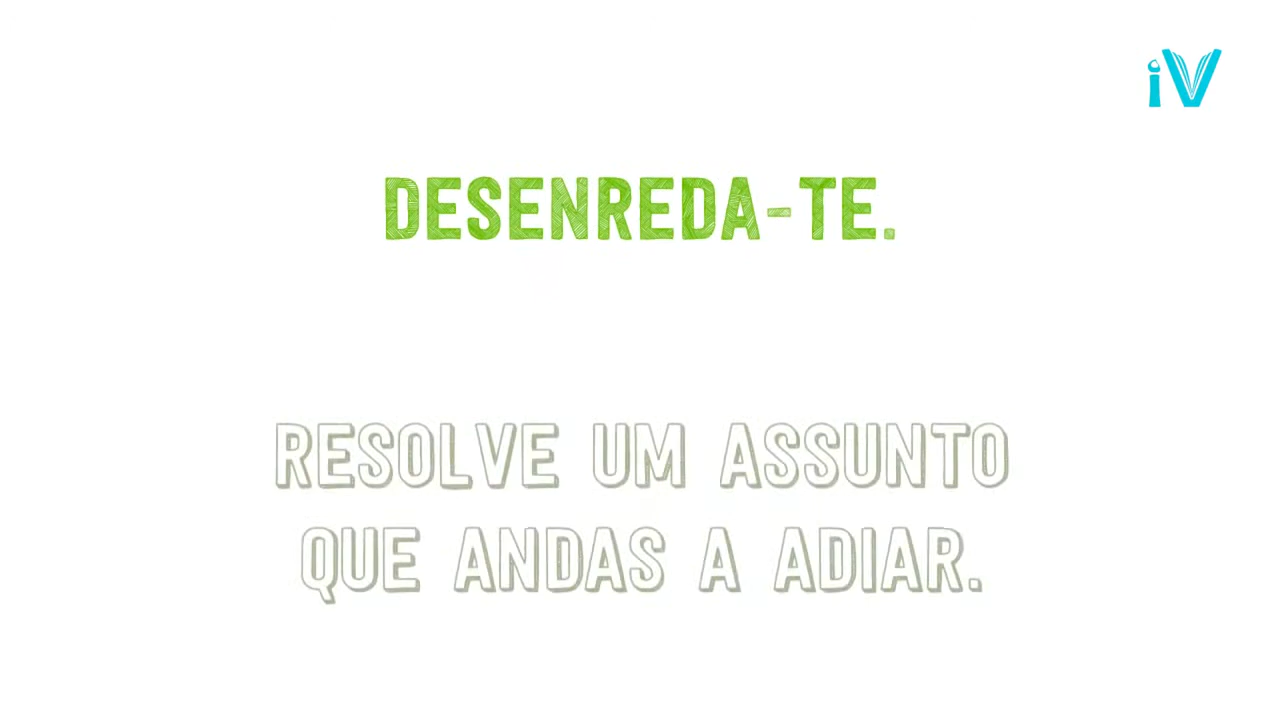 iV
DESENREDA-TE.
RESOLVE UM ASSUNTO
QUE ANDAS A ADIAR.